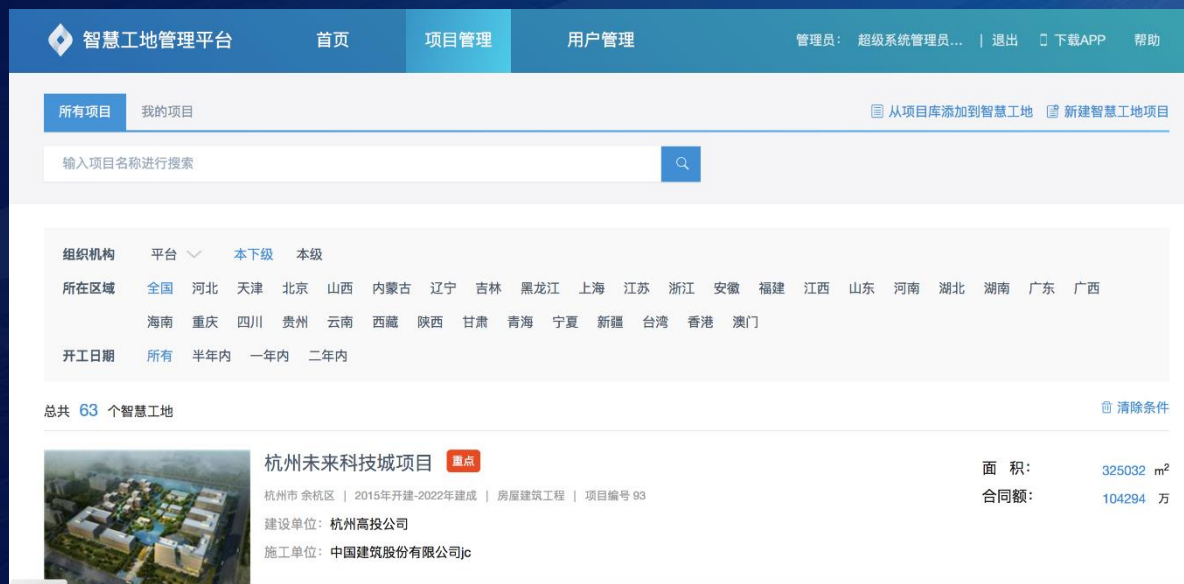 智慧工地管理平台 首页 项目管理 用户管理 管理员: 超级系统管理员... | 退出 下载APP 帮助
所有项目 我的项目 从项目库添加到智慧工地 新建智慧工地项目
输入项目名称进行搜索
组织机构 平台 本下级 本级
所在区域 全国 河北 天津 北京 山西 内蒙古 辽宁 吉林 黑龙江 上海 江苏 浙江 安徽 福建 江西 山东 河南 湖北 湖南 广东 广西
海南 重庆 四川 贵州 云南 西藏 陕西 甘肃 青海 宁夏 新疆 台湾 香港 澳门
开工日期 所有 半年内 一年内 二年内
总共 63 个智慧工地 清除条件
杭州未来科技城项目 重点 面 积: 325032 m²
杭州市 余杭区 | 2015年开建-2022年建成 | 房屋建筑工程 | 项目编号 93 合同额: 104294 万
建设单位: 杭州高投公司
施工单位: 中国建筑股份有限公司jc